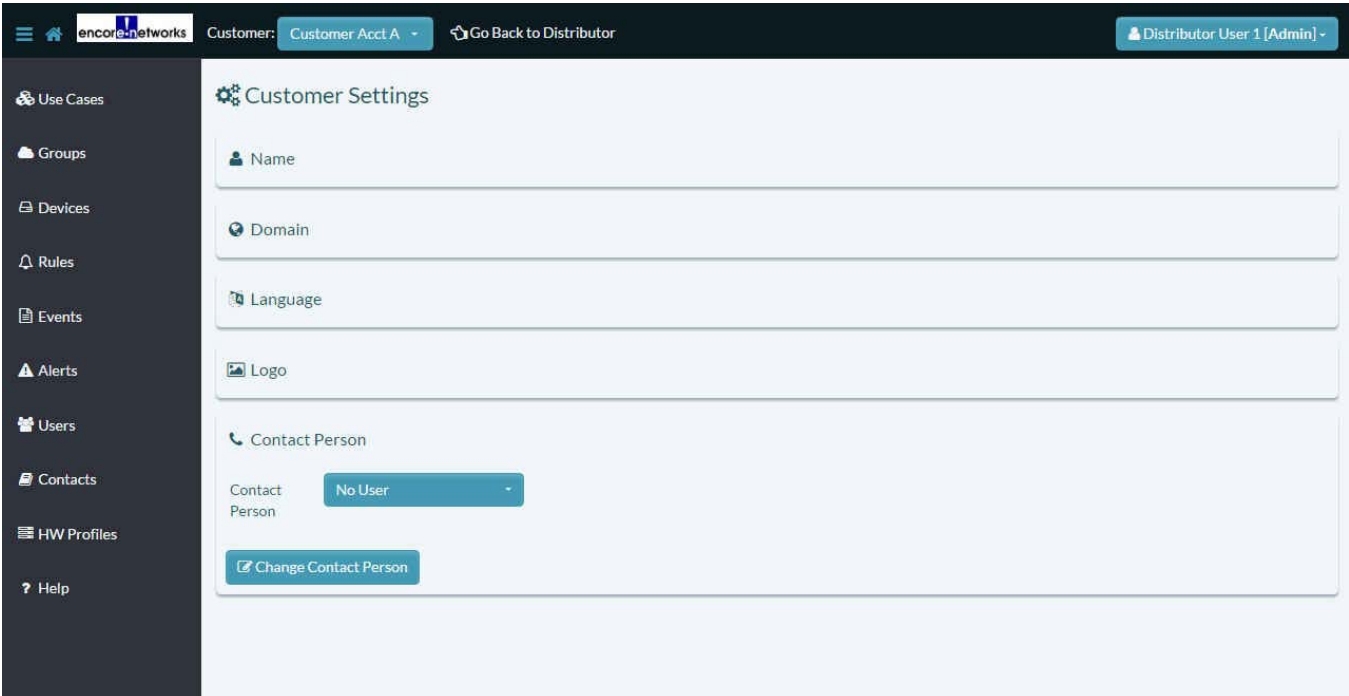 encore networks Customer: Customer Acct A Go Back to Distributor Distributor User 1 [Admin]
Use Cases
Groups
Devices
Rules
Events
Alerts
Users
Contacts
HW Profiles
? Help
Customer Settings
Name
Domain
Language
Logo
Contact Person
Contact
Person
No User
Change Contact Person